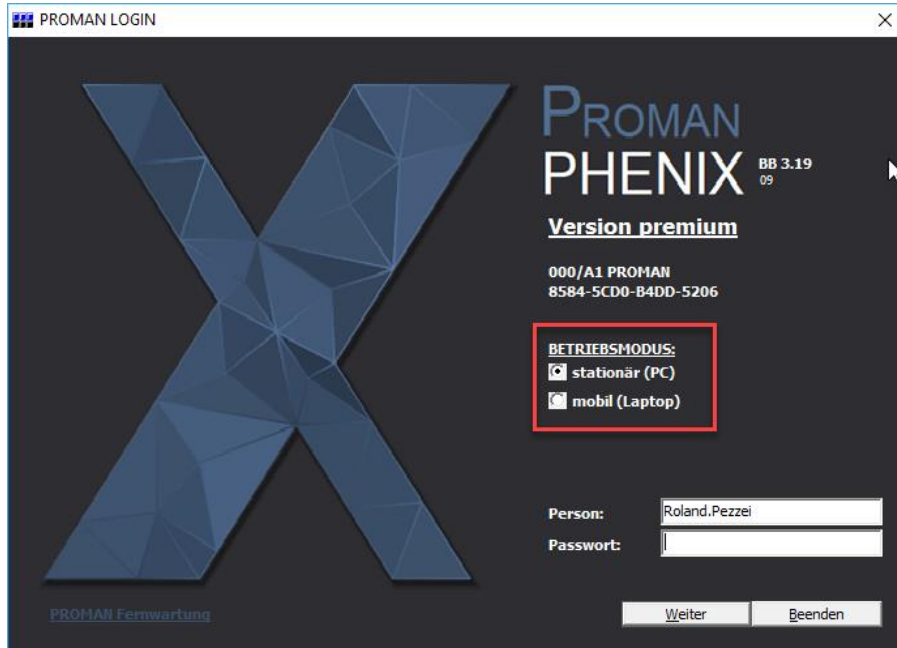 PROMAN LOGIN
PROMAN
PHENIX BB 3.19
09
Version premium
000/A1 PROMAN
8584-5CD0-B4DD-5206
BETRIEBSMODUS:
stationär (PC)
mobil (Laptop)
Person: Roland.Pezzei
Passwort:
PROMAN Fernwartung
Weiter Beenden